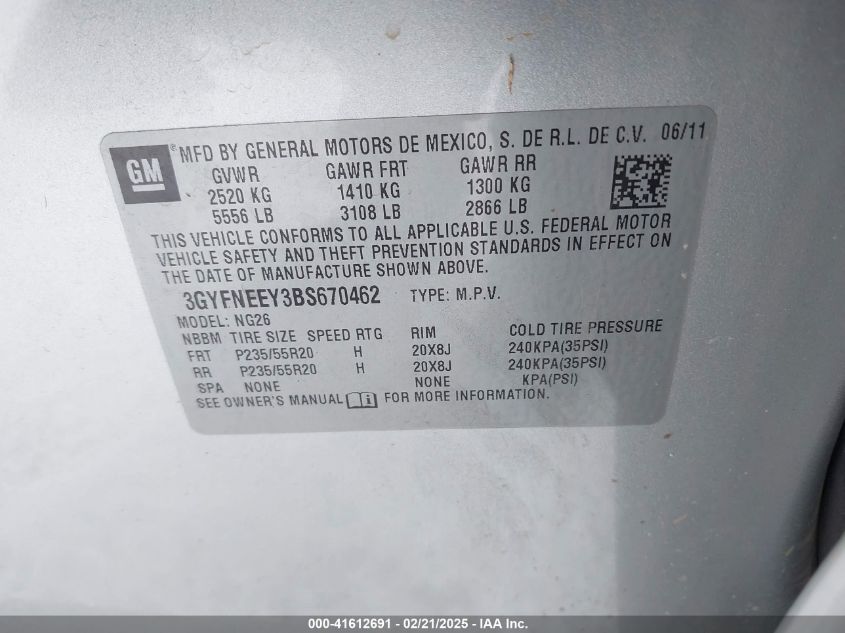 GM
®MFD BY GENERAL MOTORS DE MEXICO, S. DE R.L. DE C.V. 06/11
GVWR GAWR FRT GAWR RR
2520 KG 1410 KG 1300 KG
5556 LB 3108 LB 2866 LB
THIS VEHICLE CONFORMS TO ALL APPLICABLE U.S. FEDERAL MOTOR
VEHICLE SAFETY AND THEFT PREVENTION STANDARDS IN EFFECT ON
THE DATE OF MANUFACTURE SHOWN ABOVE.
3GYFNEEY3BS670462 TYPE: M.P.V.
MODEL: NG26
NBBM TIRE SIZE SPEED RTG RIM COLD TIRE PRESSURE
FRT P235/55R20 H 20X8J 240KPA(35PSI)
RR P235/55R20 H 20X8J 240KPA(35PSI)
SPA NONE NONE KPA(PSI)
SEE OWNER'S MANUAL FOR MORE INFORMATION.
000-41612691 - 02/21/2025 - IAA Inc.